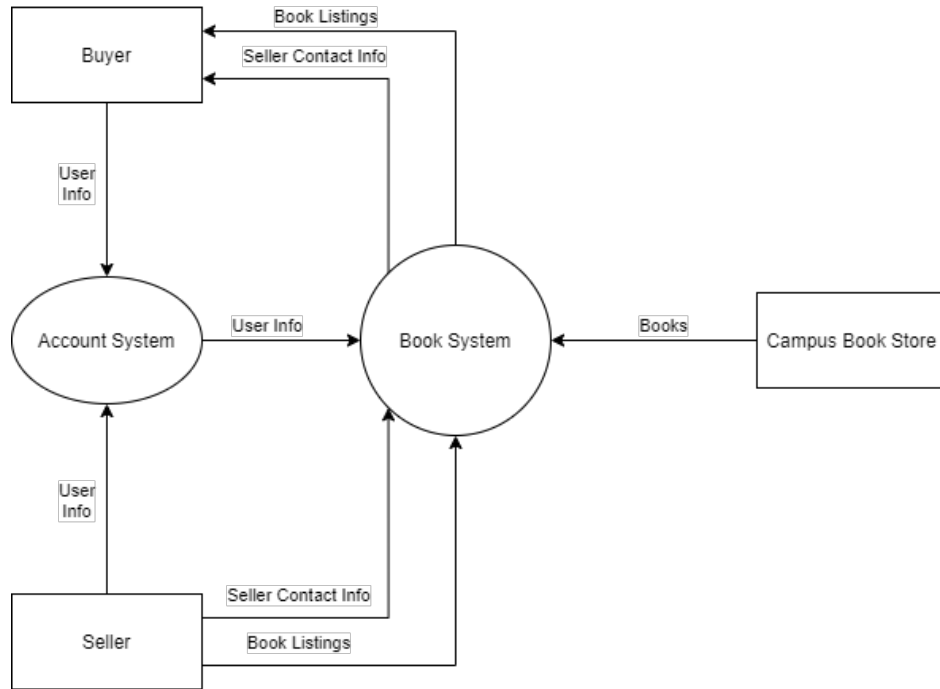 Book Listings
Buyer
Seller Contact Info
User
Info
Account System
User Info
Book System
Books
Campus Book Store
User
Info
Seller Contact Info
Seller
Book Listings